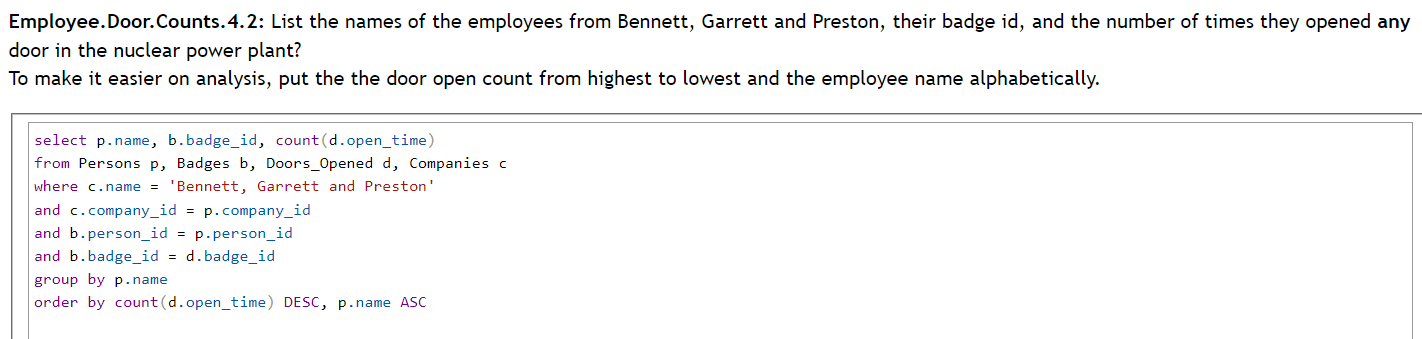 Employee.Door.Counts.4.2: List the names of the employees from Bennett, Garrett and Preston, their badge id, and the number of times they opened any
door in the nuclear power plant?
To make it easier on analysis, put the the door open count from highest to lowest and the employee name alphabetically.
select p.name, b.badge_id, count(d.open_time)
from Persons p, Badges b, Doors_Opened d, Companies c
where c.name = 'Bennett, Garrett and Preston'
and c.company_id = p.company_id
and b.person_id = p.person_id
and b.badge_id = d.badge_id
group by p.name
order by count(d.open_time) DESC, p.name ASC